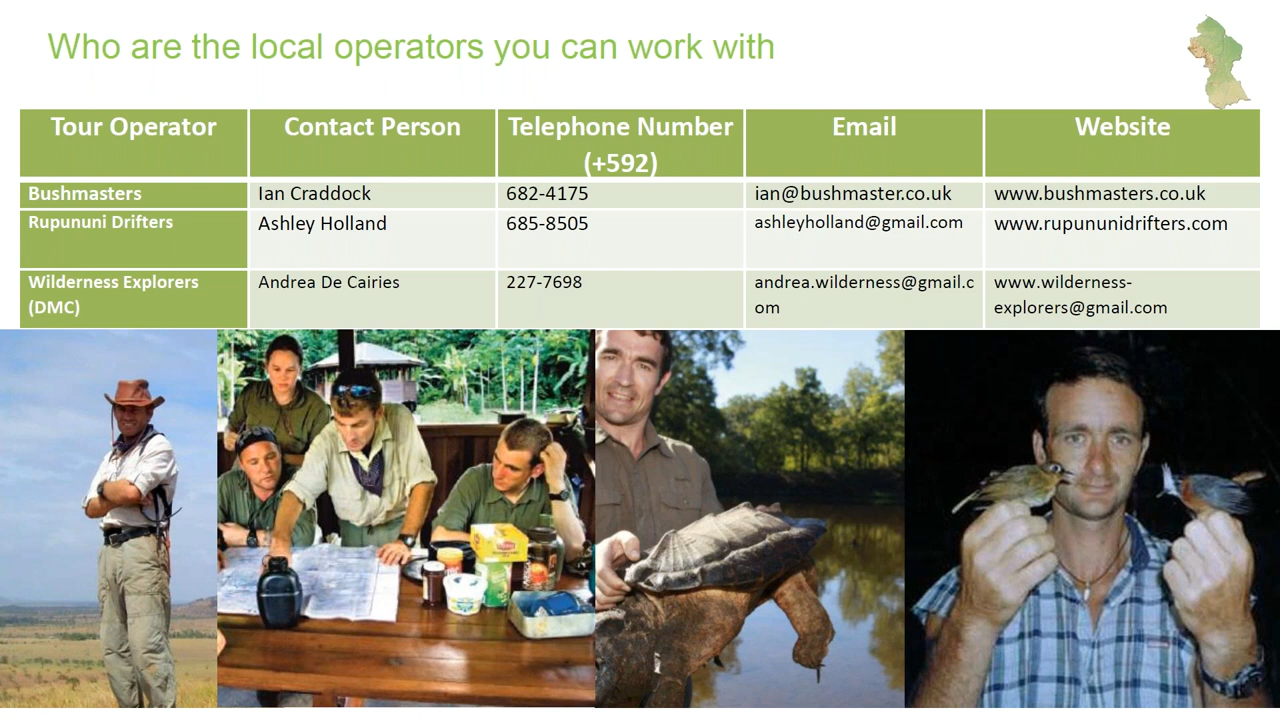 Who are the local operators you can work with
Tour Operator Contact Person Telephone Number (+592) Email Website
Bushmasters Ian Craddock 682-4175 ian@bushmaster.co.uk www.bushmasters.co.uk
Rupununi Drifters Ashley Holland 685-8505 ashleyholland@gmail.com www.rupununidrifters.com
Wilderness Explorers Andrea De Cairies 227-7698 andrea.wilderness@gmail.c www.wilderness-
(DMC) om explorers@gmail.com